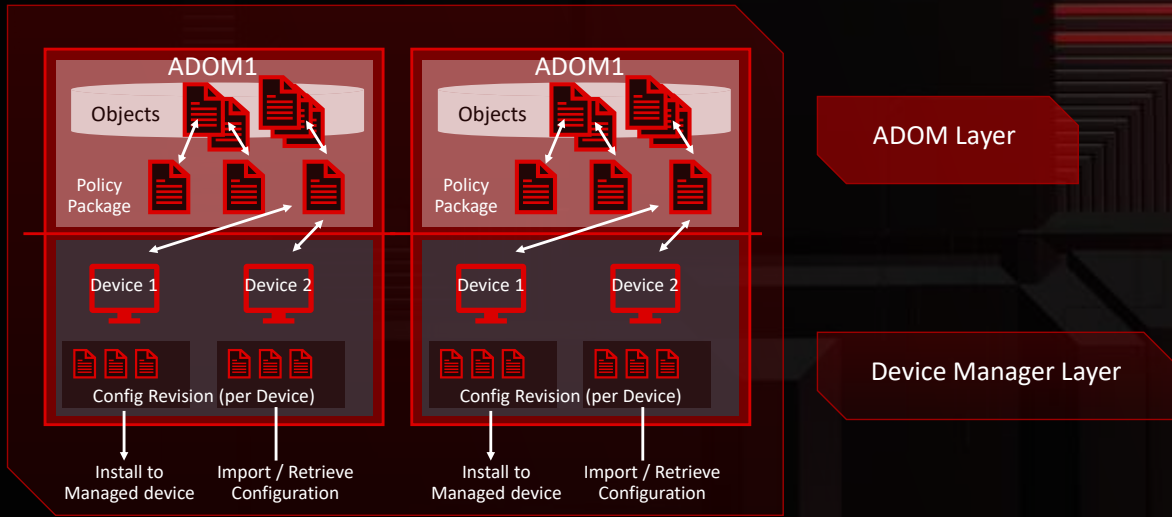 ADOM1
Objects
Policy
Package
Device 1
Device 2
Config Revision (per Device)
Install to
Managed device
Import / Retrieve
Configuration
ADOM1
Objects
Policy
Package
Device 1
Device 2
Config Revision (per Device)
Install to
Managed device
Import / Retrieve
Configuration
ADOM Layer
Device Manager Layer